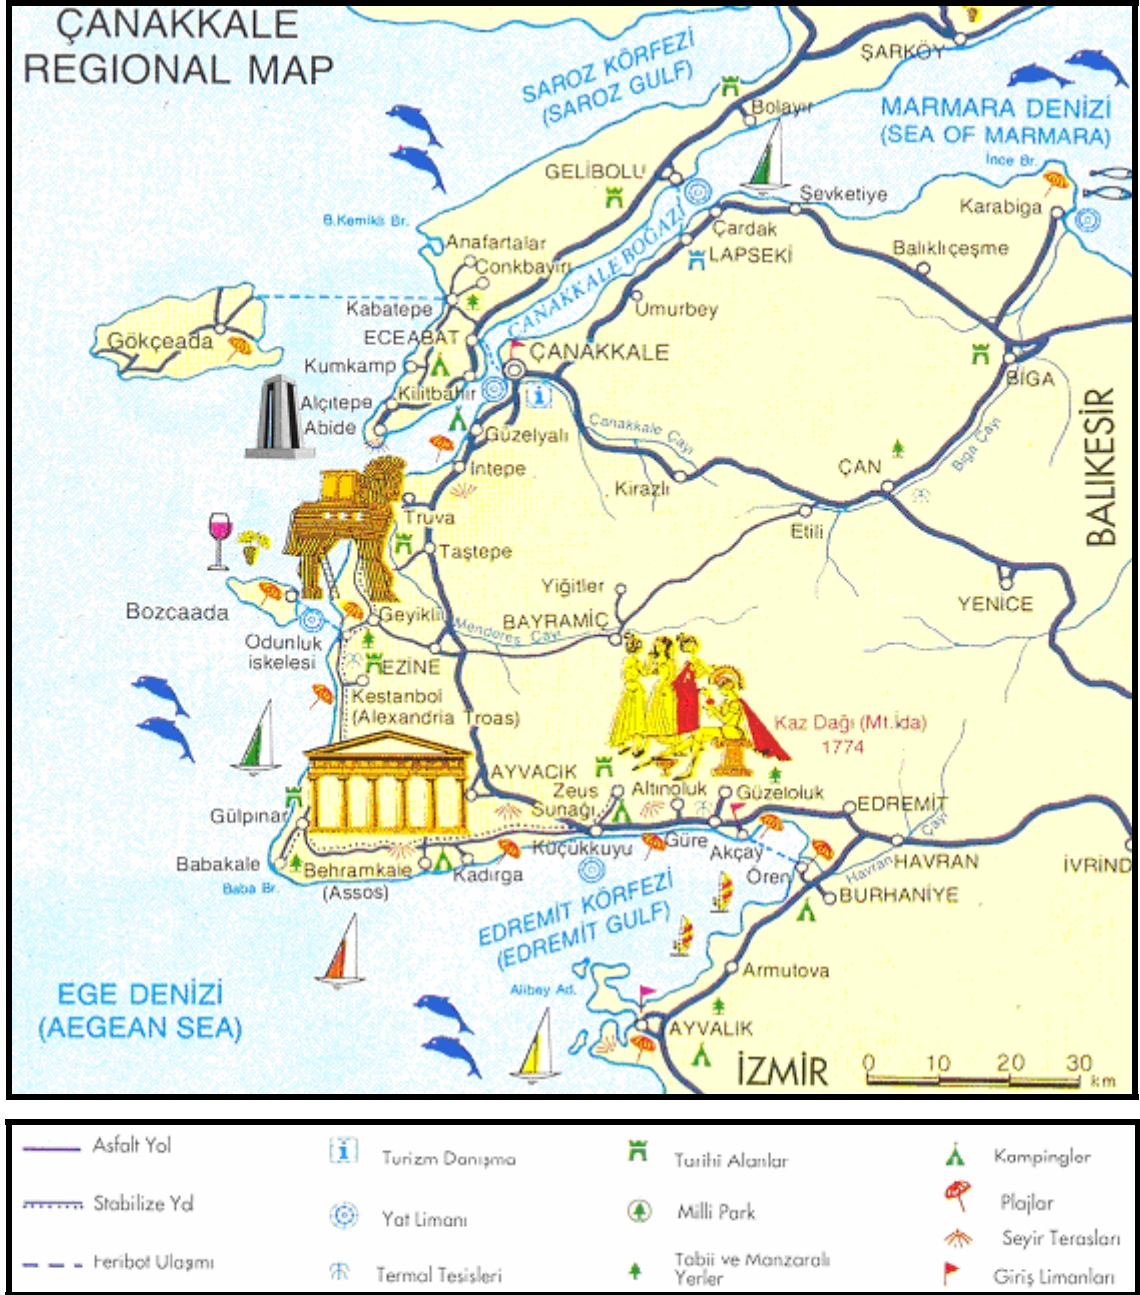 ÇANAKKALE
REGIONAL MAP
SAROZ KÖRFEZİ
(SAROZ GULF)
ŞARKÖY
Bolayır
MARMARA DENİZİ
(SEA OF MARMARA)
İnce Br.
GELİBOLU
Şevketiye
Karabiga
B.Kemikli Br.
Anafartalar
Conkbayırı
ÇANAKKALE BOĞAZI
Çardak
LAPSEKİ
Balıklıçeşme
Kabatepe
Umurbey
ECEABAT
Gökçeada
ÇANAKKALE
Kumkamp
BİGA
Kilitbahir
Alçıtepe
Abide
Güzelyalı
Çanakkale Çayı
Biga Çayı
BALIKESİR
İntepe
Kirazlı
ÇAN
Truva
Etili
Taştepe
Yiğitler
YENİCE
Bozcaada
Geyikli
BAYRAMİÇ
Menderes Çayı
Odunluk
iskelesi
EZİNE
Kestanbol
(Alexandria Troas)
Kaz Dağı (Mt.İda)
1774
AYVACIK
Zeus
Sunağı
Altınoluk
Güzeloluk
EDREMİT
Gülpınar
Küçükkuyu
Güre
Akçay
Havran Çayı
HAVRAN
İVRİND
Babakale
Behramkale
(Assos)
Kadırga
Ören
Baba Br.
BURHANİYE
EDREMİT KÖRFEZİ
(EDREMİT GULF)
Armutova
Alibey Ad.
EGE DENİZİ
(AEGEAN SEA)
AYVALIK
İZMİR
0 10 20 30
km
Asfalt Yol
Turizm Danışma
Tarihi Alanlar
Kampingler
Stabilize Yol
Yat Limanı
Milli Park
Plajlar
Seyir Terasları
Feribot Ulaşımı
Termal Tesisleri
Tabii ve Manzaralı
Yerler
Giriş Limanları